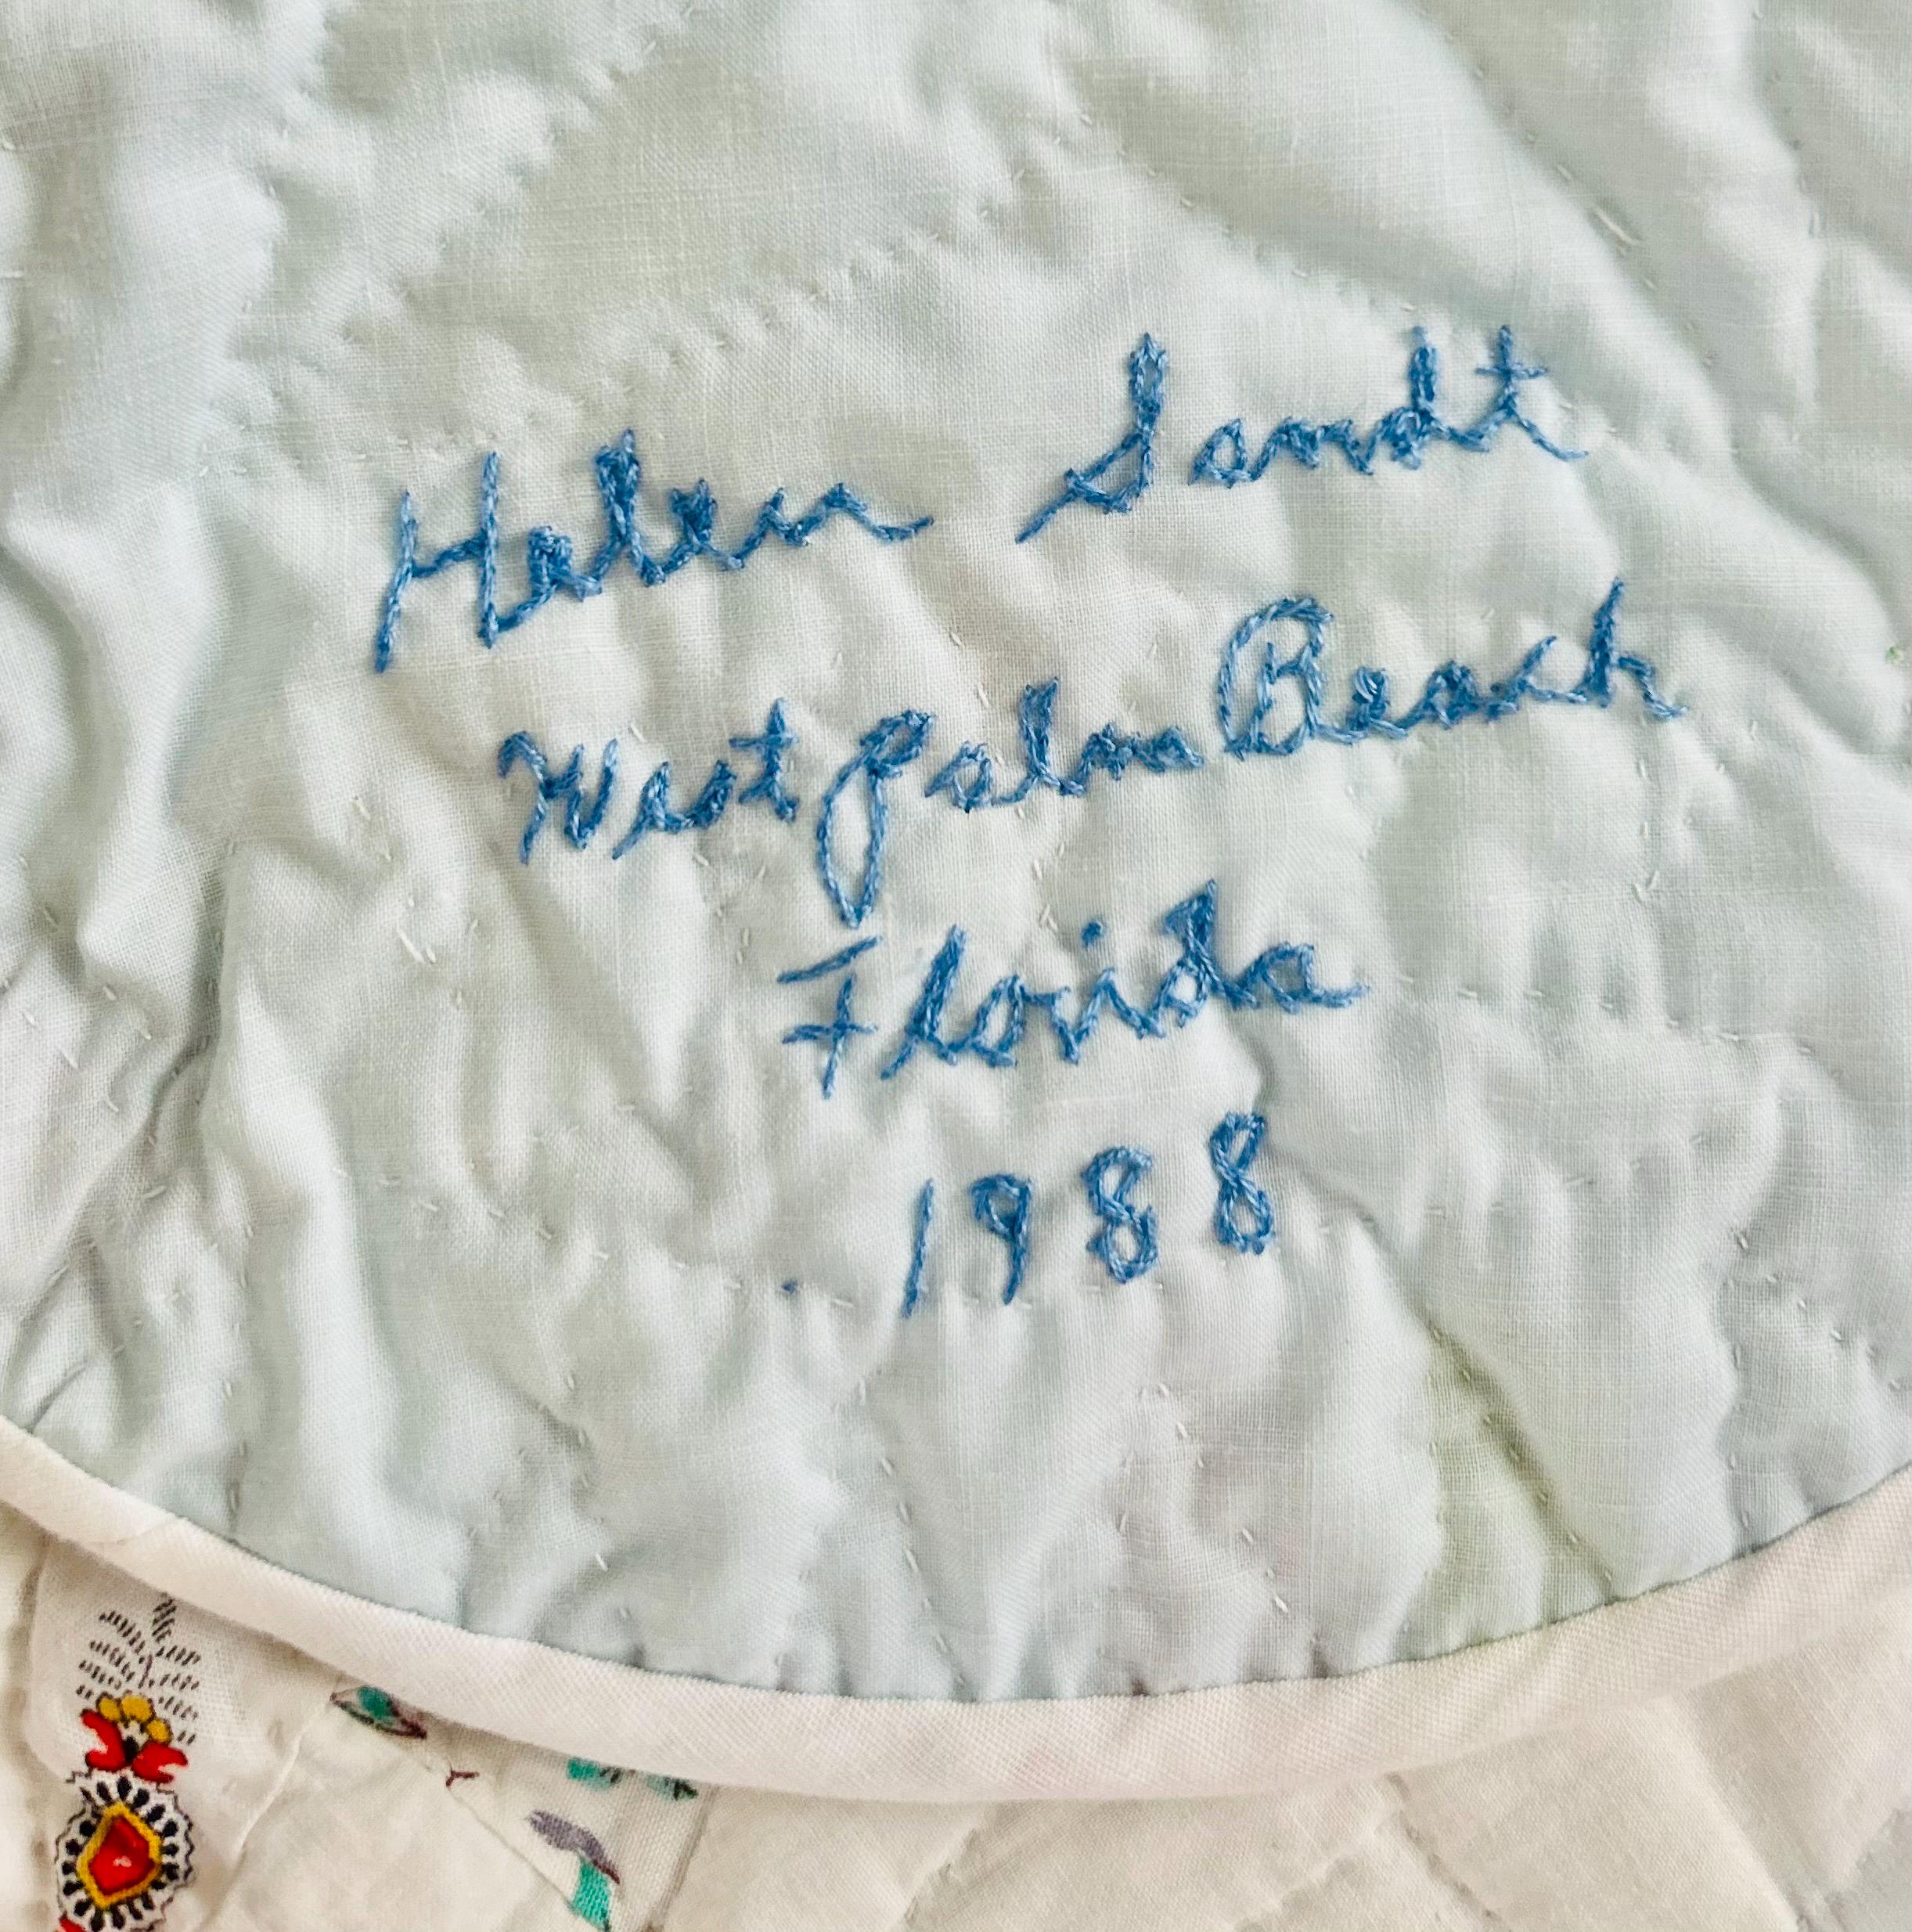 Helen Sandt
West Palm Beach
Florida
1988